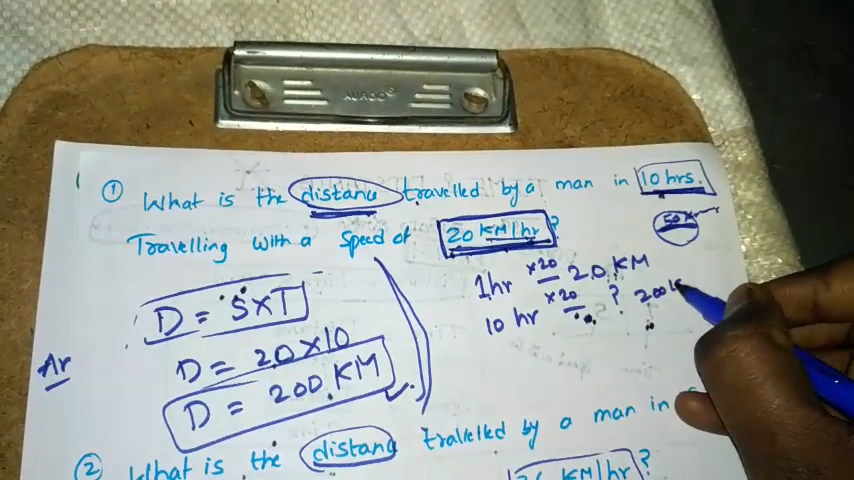 AURCO
① What is the distance travelled by a man in 10 hrs.
Travelling with a Speed of 20 KM/hr?
1hr ×20 20 KM
10 hr ×20 ? 200 K
D = S×T
D = 20×10
D = 200 KM
② What is the distance travelled by a man in
KM/hr?